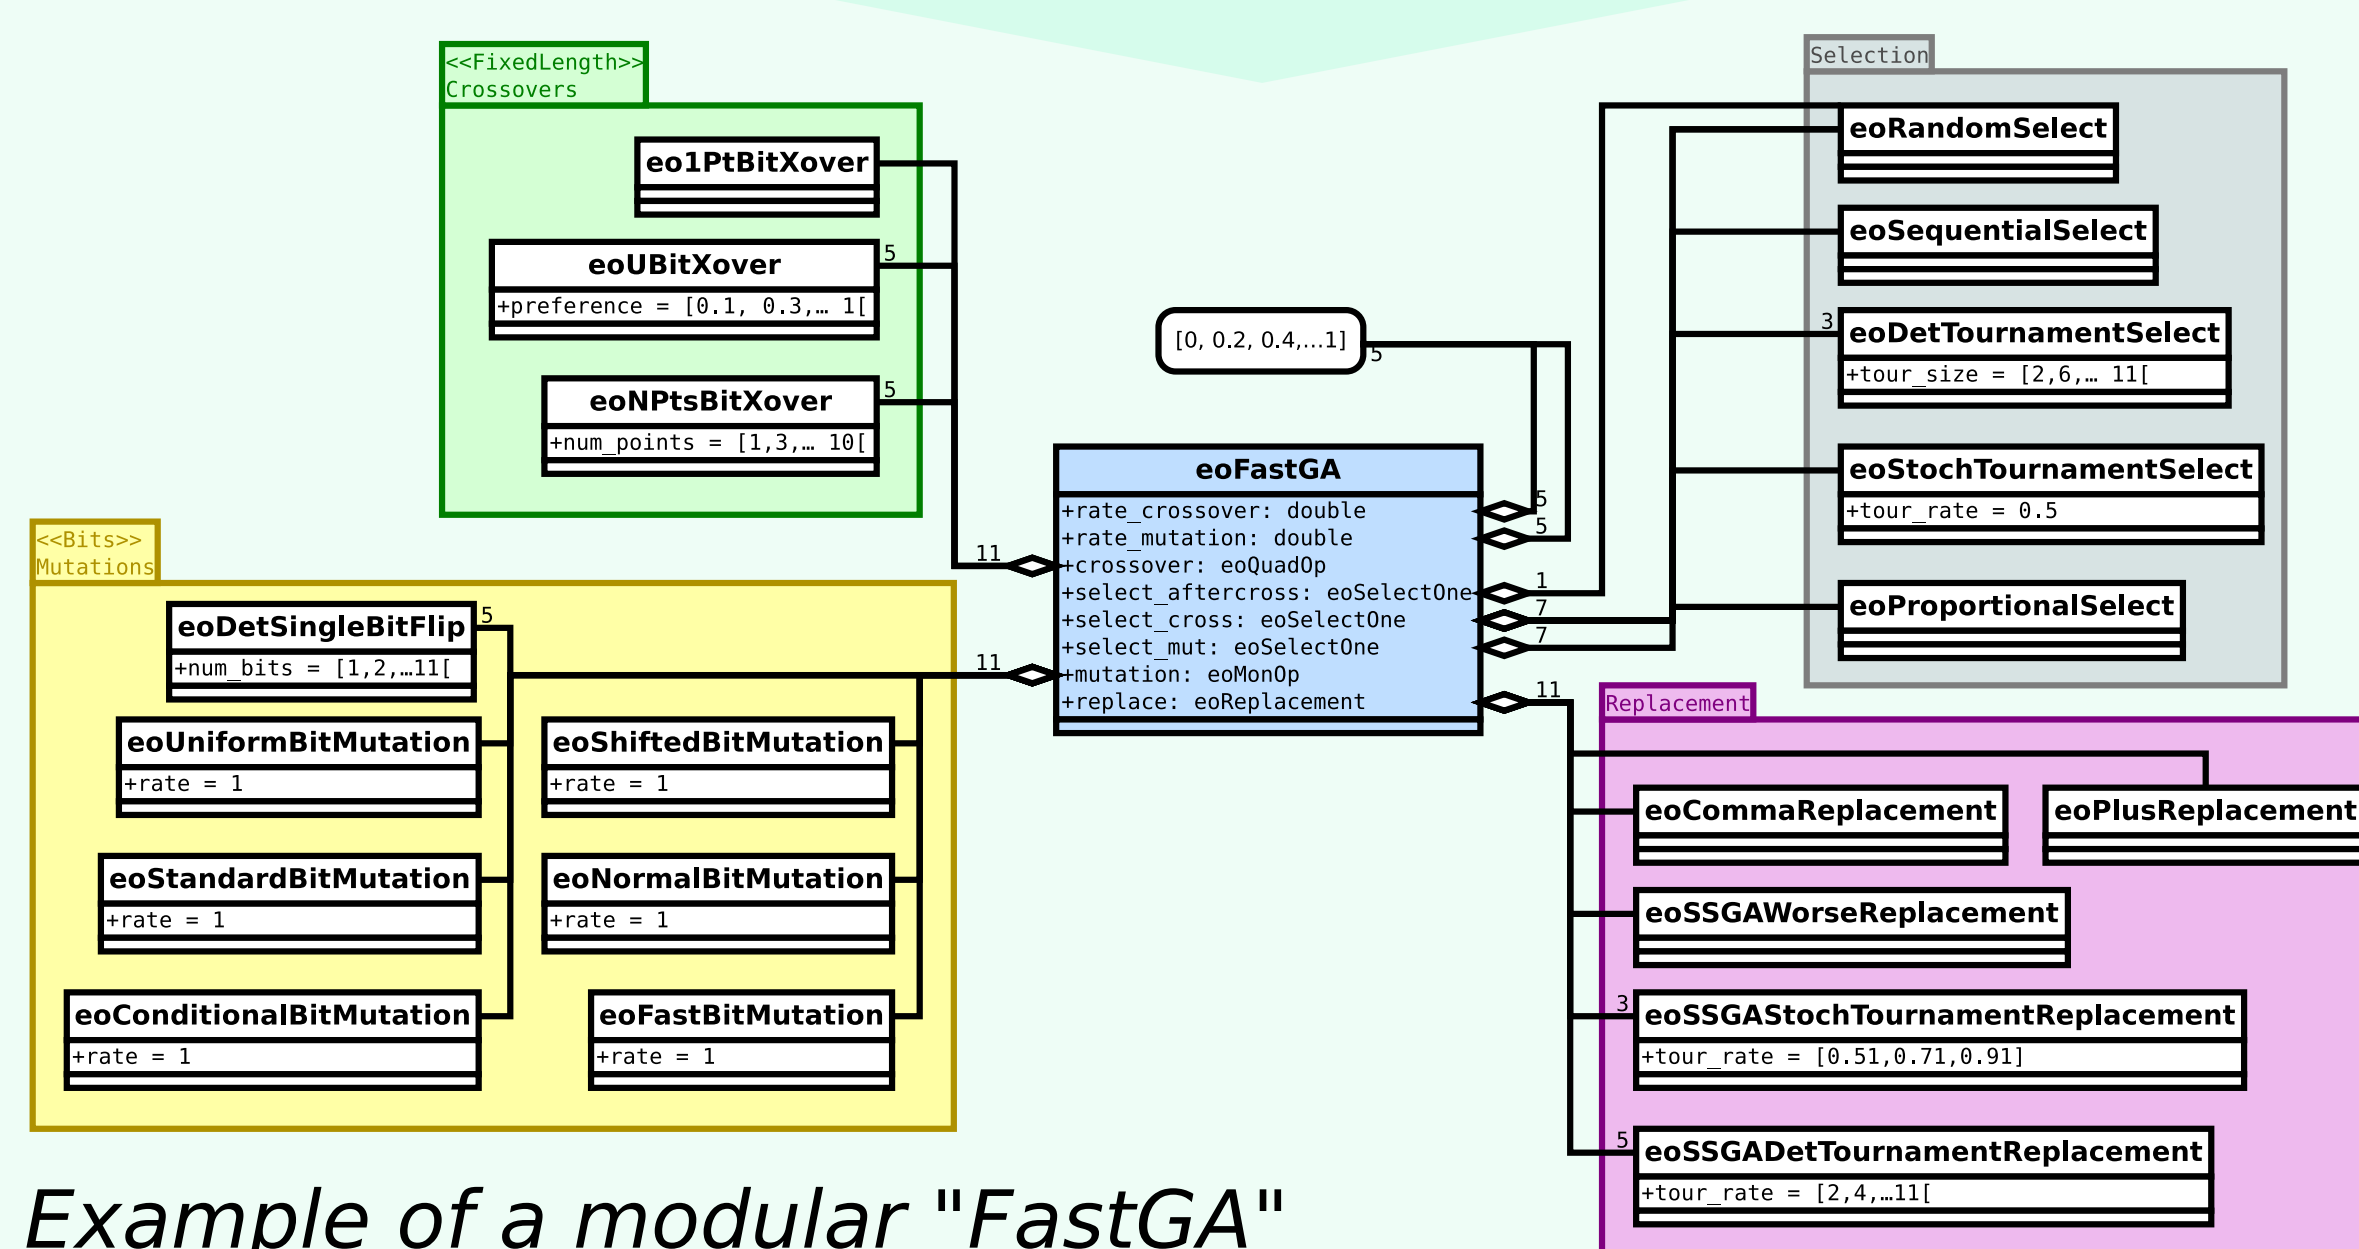 <<FixedLength>>
Crossovers
eo1PtBitXover
5
eoUBitXover
+preference = [0.1, 0.3,… 1[
5
eoNPtsBitXover
+num_points = [1,3,… 10[
<<Bits>>
Mutations
eoDetSingleBitFlip
5
+num_bits = [1,2,…11[
eoUniformBitMutation
+rate = 1
eoShiftedBitMutation
+rate = 1
eoStandardBitMutation
+rate = 1
eoNormalBitMutation
+rate = 1
eoConditionalBitMutation
+rate = 1
eoFastBitMutation
+rate = 1
[0, 0.2, 0.4,…1]
5
eoFastGA
+rate_crossover: double
5
+rate_mutation: double
5
11
+crossover: eoQuadOp
+select_aftercross: eoSelectOne
1
+select_cross: eoSelectOne
7
+select_mut: eoSelectOne
7
11
+mutation: eoMonOp
+replace: eoReplacement
11
Selection
eoRandomSelect
eoSequentialSelect
3
eoDetTournamentSelect
+tour_size = [2,6,… 11[
eoStochTournamentSelect
+tour_rate = 0.5
eoProportionalSelect
Replacement
eoCommaReplacement
eoPlusReplacement
eoSSGAWorseReplacement
3
eoSSGAStochTournamentReplacement
+tour_rate = [0.51,0.71,0.91]
5
eoSSGADetTournamentReplacement
+tour_rate = [2,4,…11[
Example of a modular "FastGA"